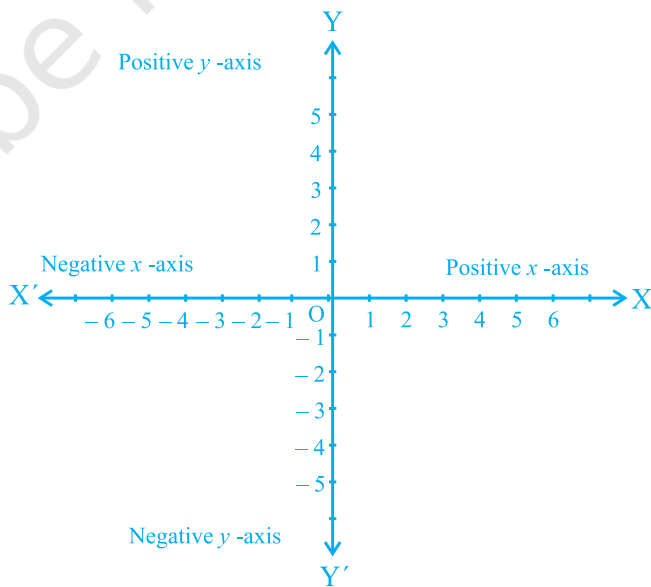 be
Y
Positive y -axis
5
4
3
2
1
Negative x -axis
Positive x -axis
X′
X
O
– 6 – 5 – 4 – 3 – 2 – 1
1 2 3 4 5 6
– 1
– 2
– 3
– 4
– 5
Negative y -axis
Y′